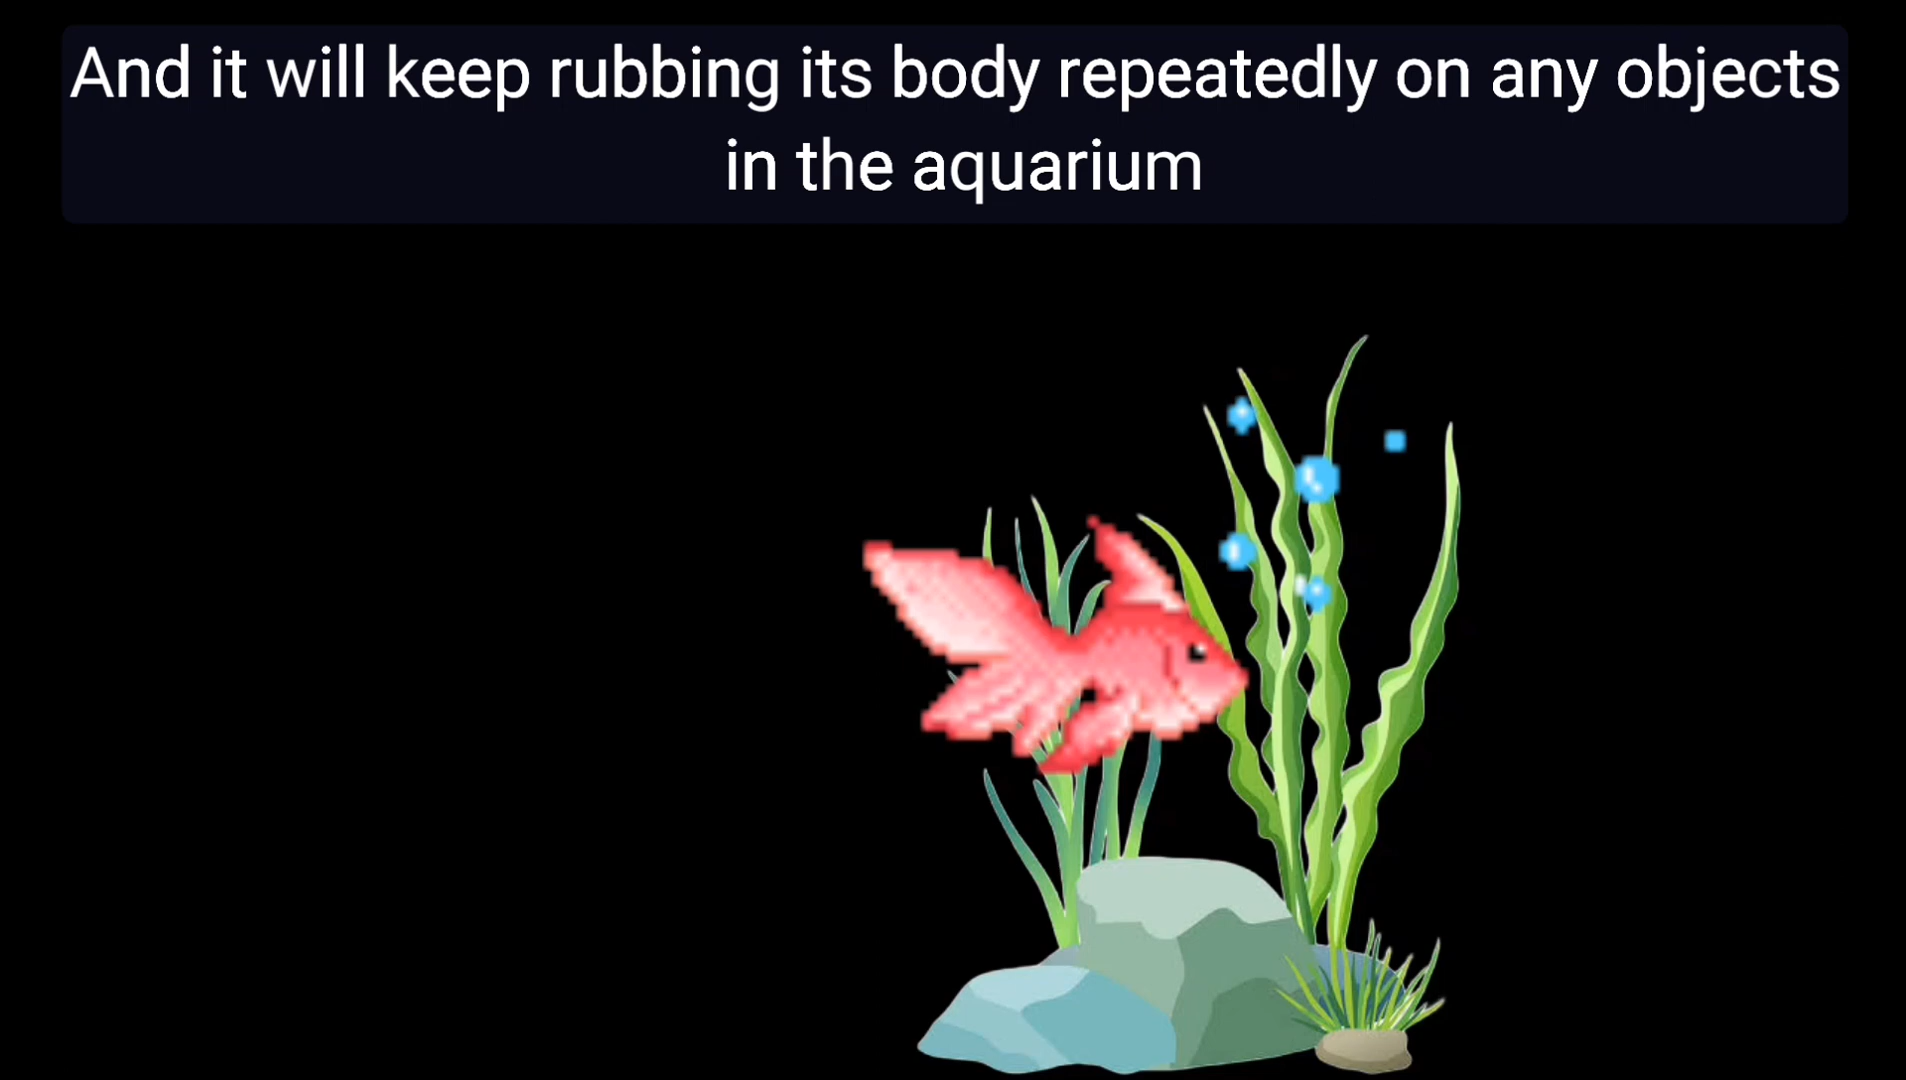 And it will keep rubbing its body repeatedly on any objects
in the aquarium